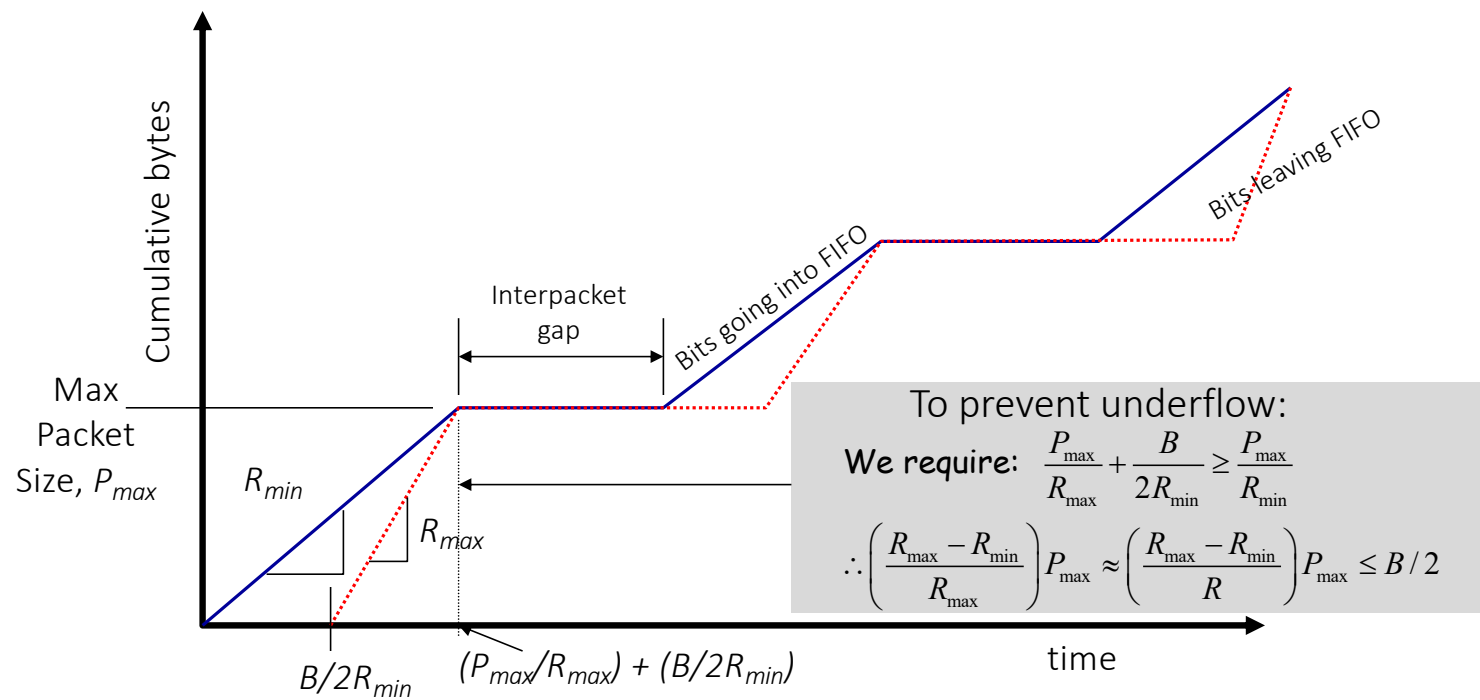 Cumulative bytes
Max
Packet
Size, P_max
Interpacket
gap
Bits going into FIFO
Bits leaving FIFO
R_min
R_max
To prevent underflow:
We require: P_max/R_max + B/2R_min ≥ P_max/R_min
∴ ((R_max − R_min)/R_max) P_max ≈ ((R_max − R_min)/R) P_max ≤ B/2
B/2R_min
(P_max/R_max) + (B/2R_min)
time